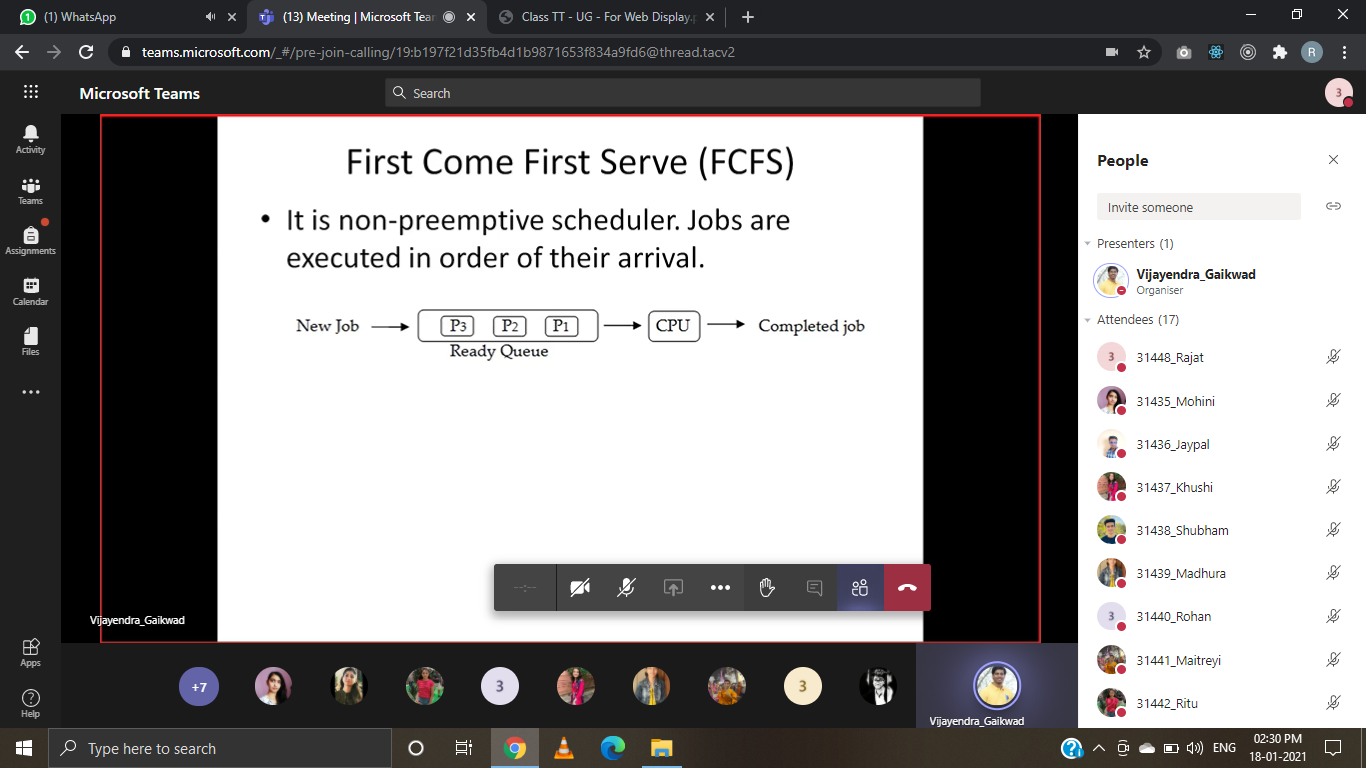 (1) WhatsApp
(13) Meeting | Microsoft Tea
Class TT - UG - For Web Display.
teams.microsoft.com/_#/pre-join-calling/19:b197f21d35fb4d1b9871653f834a9fd6@thread.tacv2
R
Microsoft Teams
Search
3
Activity
Teams
Assignments
Calendar
Files
Apps
Help
First Come First Serve (FCFS)
• It is non-preemptive scheduler. Jobs are
executed in order of their arrival.
New Job
P3 P2 P1
CPU
Completed job
Ready Queue
--:--
Vijayendra_Gaikwad
+7
3
3
Vijayendra_Gaikwad
People
Invite someone
Presenters (1)
Vijayendra_Gaikwad
Organiser
Attendees (17)
3
31448_Rajat
31435_Mohini
31436_Jaypal
31437_Khushi
31438_Shubham
31439_Madhura
3
31440_Rohan
31441_Maitreyi
31442_Ritu
Type here to search
ENG
02:30 PM
18-01-2021